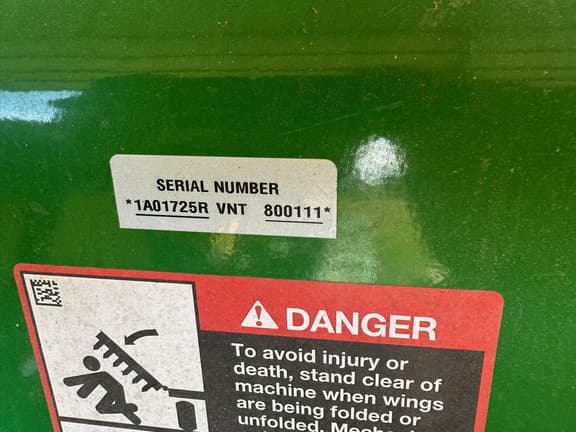 SERIAL NUMBER
*1A01725R VNT 800111*
DANGER
To avoid injury or
death, stand clear of
machine when wings
are being folded or
unfolded.